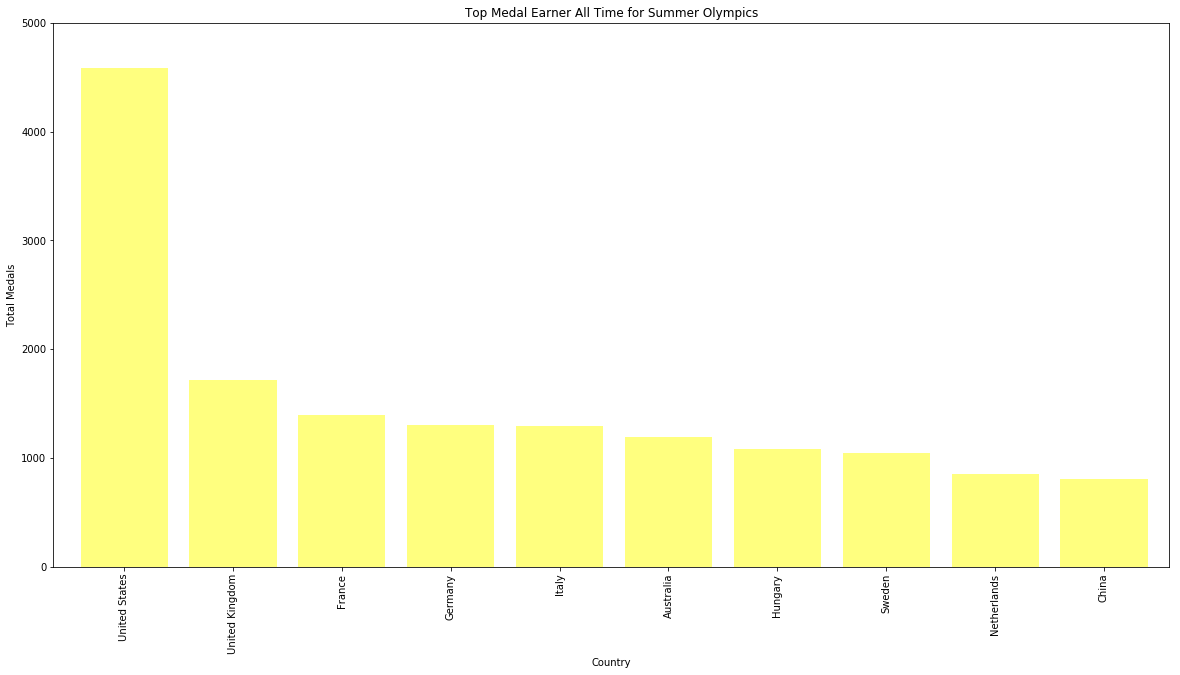 Top Medal Earner All Time for Summer Olympics
5000
4000
3000
2000
1000
0
Total Medals
United States
United Kingdom
France
Germany
Italy
Australia
Hungary
Sweden
Netherlands
China
Country